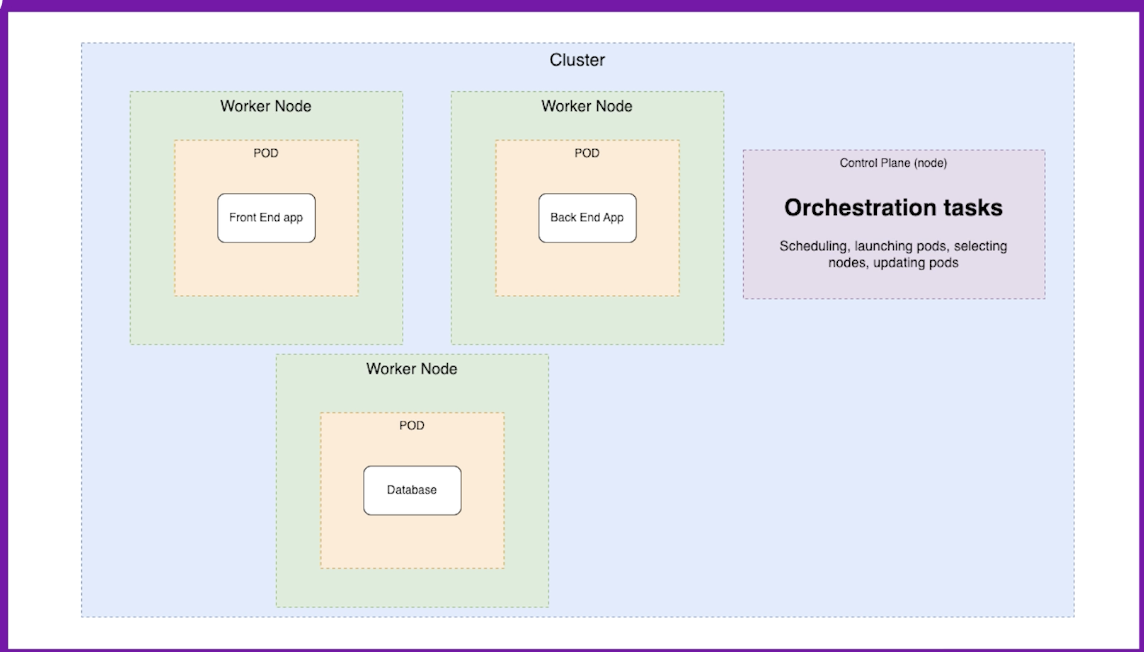 Cluster
Worker Node
POD
Front End app
Worker Node
POD
Back End App
Control Plane (node)
Orchestration tasks
Scheduling, launching pods, selecting
nodes, updating pods
Worker Node
POD
Database